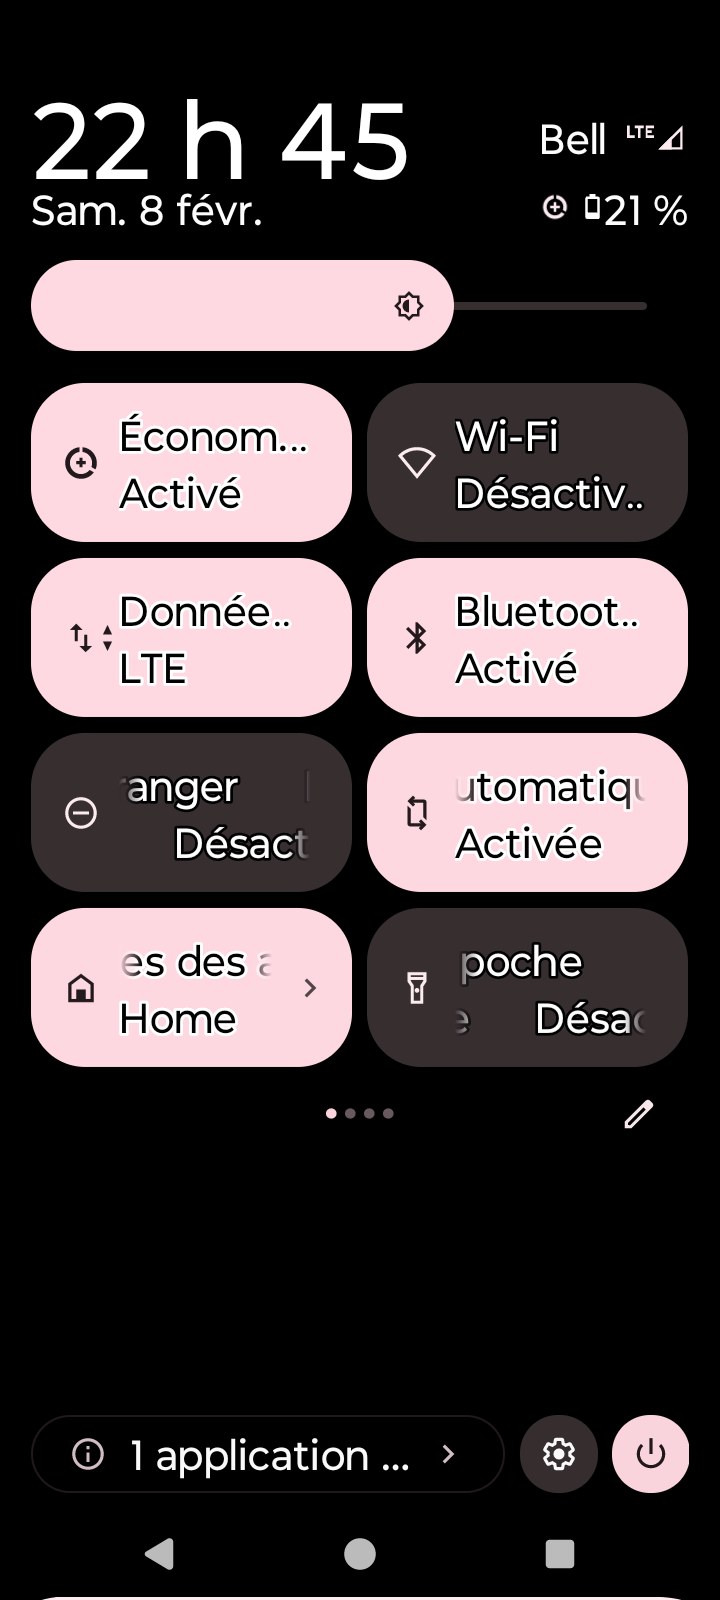 22 h 45
Bell LTE
Sam. 8 févr.
21 %
Économ...
Activé
Wi-Fi
Désactiv..
Donnée..
LTE
Bluetoot..
Activé
anger
Désact
utomatiqu
Activée
es des a
Home
poche
e Désac
1 application ...